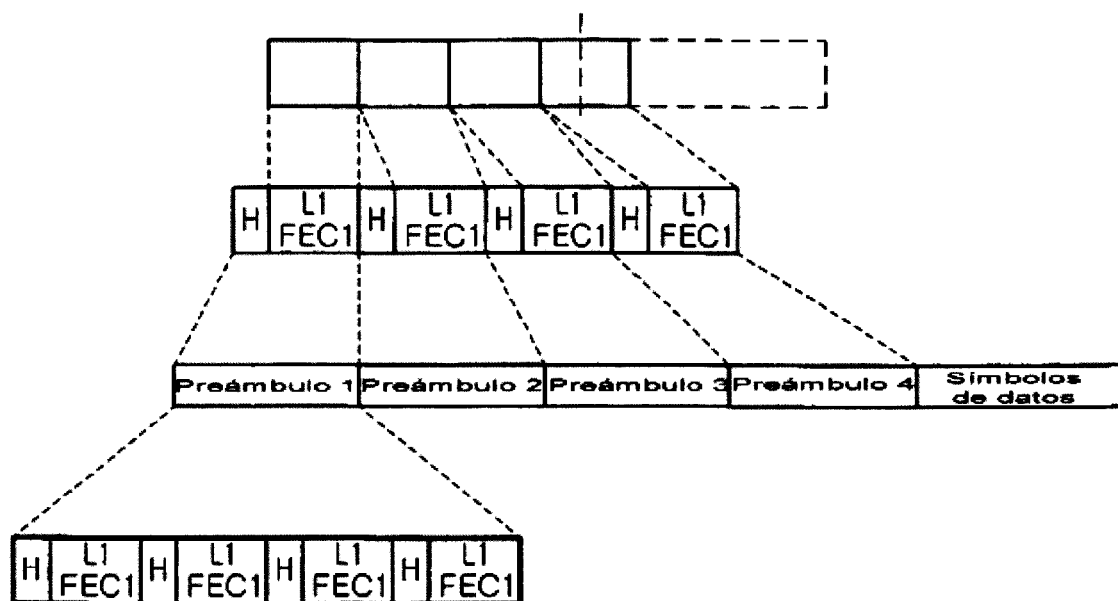 H L1 FEC1 H L1 FEC1 H L1 FEC1 H L1 FEC1
Preámbulo 1 Preámbulo 2 Preámbulo 3 Preámbulo 4 Símbolos de datos
H L1 FEC1 H L1 FEC1 H L1 FEC1 H L1 FEC1